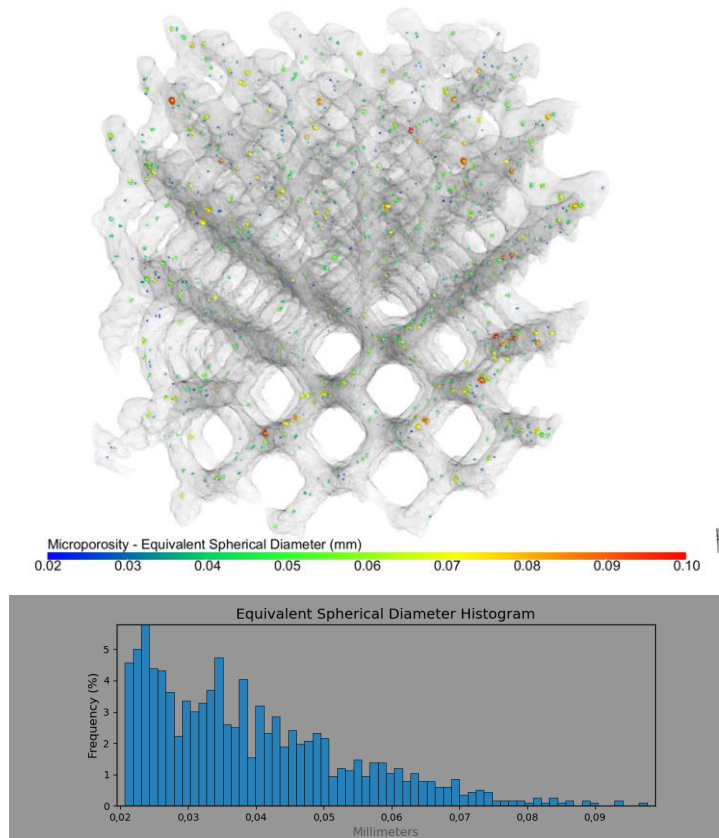 Microporosity - Equivalent Spherical Diameter (mm)
0.02 0.03 0.04 0.05 0.06 0.07 0.08 0.09 0.10
Equivalent Spherical Diameter Histogram
Frequency (%)
5
4
3
2
1
0
0,02 0,03 0,04 0,05 0,06 0,07 0,08 0,09
Millimeters